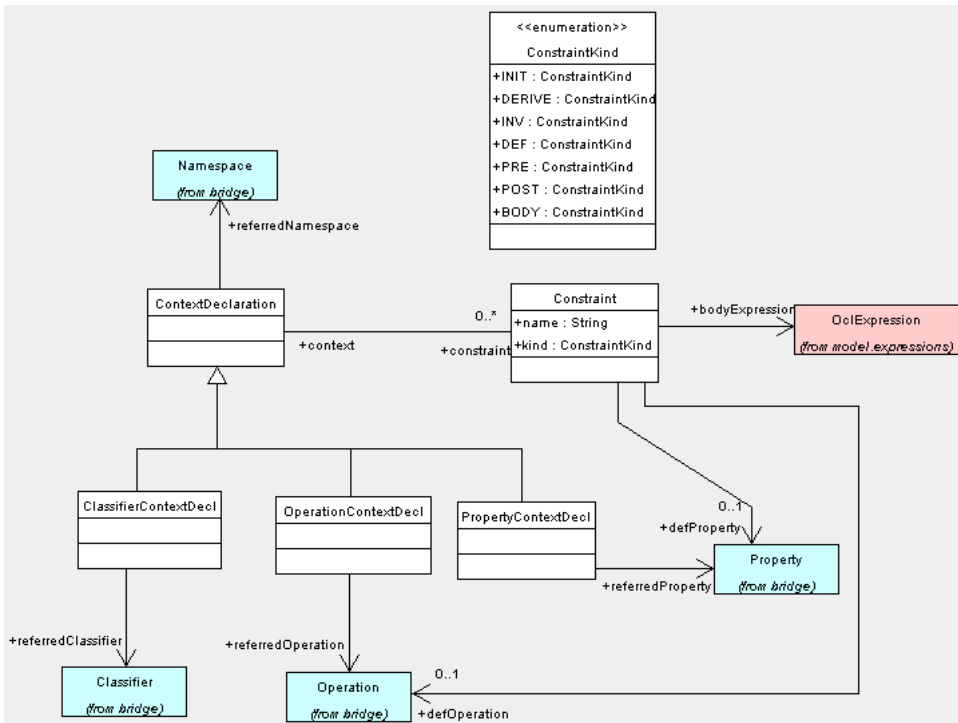 <<enumeration>>
ConstraintKind
+INIT : ConstraintKind
+DERIVE : ConstraintKind
+INV : ConstraintKind
+DEF : ConstraintKind
+PRE : ConstraintKind
+POST : ConstraintKind
+BODY : ConstraintKind
Namespace
(from bridge)
+referredNamespace
ContextDeclaration
+context
0..*
+constraint
Constraint
+name : String
+kind : ConstraintKind
+bodyExpression
OclExpression
(from model.expressions)
ClassifierContextDecl
OperationContextDecl
PropertyContextDecl
0..1
+defProperty
Property
(from bridge)
+referredProperty
+referredClassifier
Classifier
(from bridge)
+referredOperation
Operation
(from bridge)
0..1
+defOperation